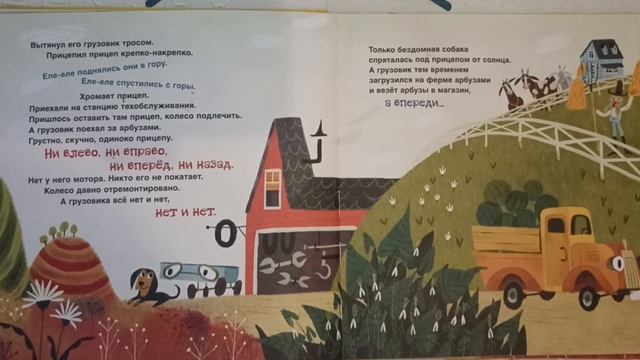 Вытянул его грузовик тросом.
Прицепил прицеп крепко-накрепко.
Еле-еле поднялись они в гору.
Еле-еле спустились с горы.
Хромает прицеп.
Приехали на станцию техобслуживания.
Пришлось оставить там прицеп, колесо подлечить.
А грузовик поехал за арбузами.
Грустно, скучно, одиноко прицепу.
Ни влево, ни вправо,
ни вперёд, ни назад.
Нет у него мотора. Никто его не покатает.
Колесо давно отремонтировано.
А грузовика всё нет и нет,
нет и нет.
Только бездомная собака
спряталась под прицепом от солнца.
А грузовик тем временем
загрузился на ферме арбузами
и везёт арбузы в магазин,
а впереди...